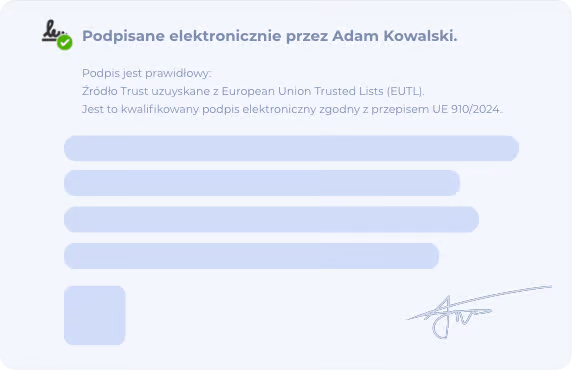 Podpisane elektronicznie przez Adam Kowalski.
Podpis jest prawidłowy:
Źródło Trust uzuyskane z European Union Trusted Lists (EUTL).
Jest to kwalifikowany podpis elektroniczny zgodny z przepisem UE 910/2024.